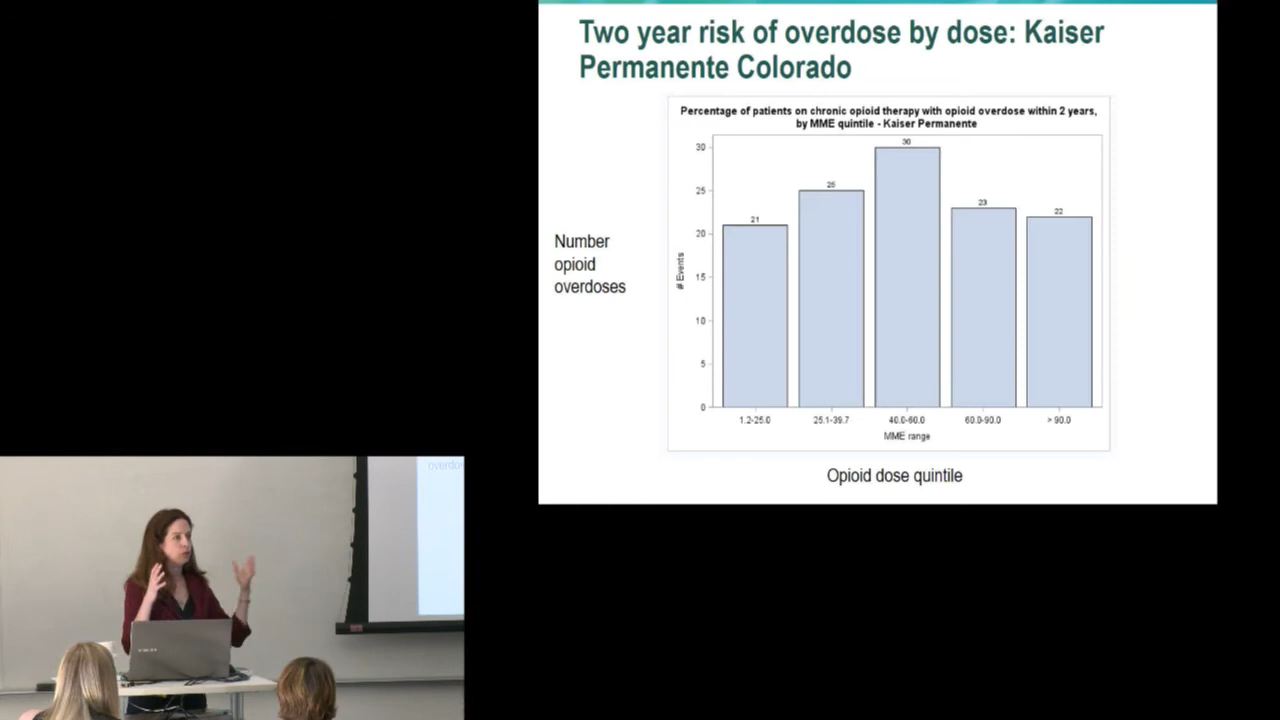 Two year risk of overdose by dose: Kaiser
Permanente Colorado
Percentage of patients on chronic opioid therapy with opioid overdose within 2 years,
by MME quintile - Kaiser Permanente
30
25
20
15
10
5
0
# Events
21
25
30
23
22
1.2-25.0
25.1-39.7
40.0-60.0
60.0-90.0
> 90.0
MME range
Number
opioid
overdoses
Opioid dose quintile